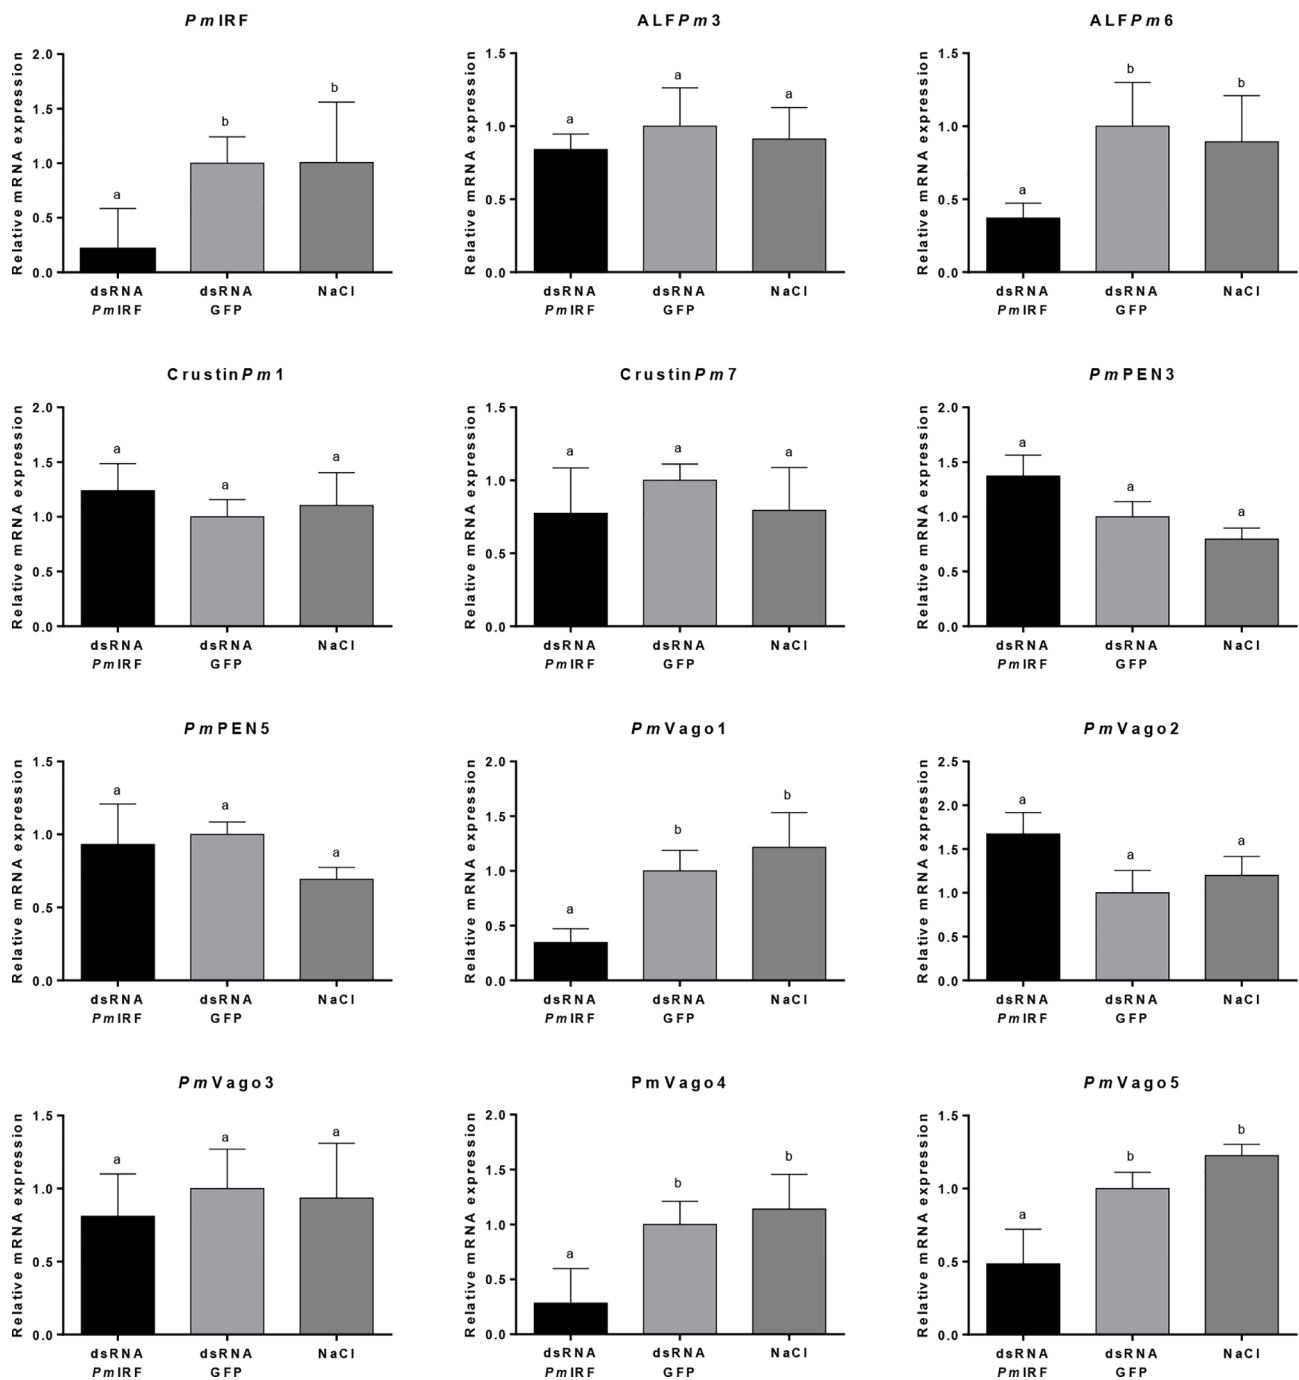 PmIRF
Relative mRNA expression
2.0
1.5
1.0
0.5
0.0
a
b
b
dsRNA
PmIRF
dsRNA
GFP
NaCl
ALFPm3
Relative mRNA expression
1.5
1.0
0.5
0.0
a
a
a
dsRNA
PmIRF
dsRNA
GFP
NaCl
ALFPm6
Relative mRNA expression
1.5
1.0
0.5
0.0
a
b
b
dsRNA
PmIRF
dsRNA
GFP
NaCl
CrustinPm1
Relative mRNA expression
2.0
1.5
1.0
0.5
0.0
a
a
a
dsRNA
PmIRF
dsRNA
GFP
NaCl
CrustinPm7
Relative mRNA expression
1.5
1.0
0.5
0.0
a
a
a
dsRNA
PmIRF
dsRNA
GFP
NaCl
PmPEN3
Relative mRNA expression
2.0
1.5
1.0
0.5
0.0
a
a
a
dsRNA
PmIRF
dsRNA
GFP
NaCl
PmPEN5
Relative mRNA expression
1.5
1.0
0.5
0.0
a
a
a
dsRNA
PmIRF
dsRNA
GFP
NaCl
PmVago1
Relative mRNA expression
2.0
1.5
1.0
0.5
0.0
a
b
b
dsRNA
PmIRF
dsRNA
GFP
NaCl
PmVago2
Relative mRNA expression
2.5
2.0
1.5
1.0
0.5
0.0
a
a
a
dsRNA
PmIRF
dsRNA
GFP
NaCl
PmVago3
Relative mRNA expression
1.5
1.0
0.5
0.0
a
a
a
dsRNA
PmIRF
dsRNA
GFP
NaCl
PmVago4
Relative mRNA expression
2.0
1.5
1.0
0.5
0.0
a
b
b
dsRNA
PmIRF
dsRNA
GFP
NaCl
PmVago5
Relative mRNA expression
1.5
1.0
0.5
0.0
a
b
b
dsRNA
PmIRF
dsRNA
GFP
NaCl